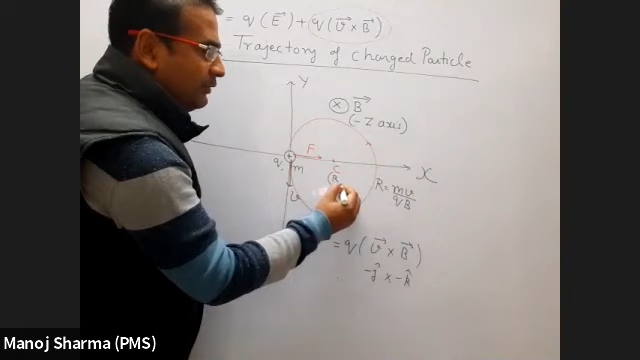 = q (E⃗) + q (v⃗ × B⃗)
Trajectory of Charged Particle
Y
⊗ B⃗
(-Z axis)
F
X
+
q
m
C
(R
R = mv/qB
v
= q (v⃗ × B⃗)
-ĵ × -k̂
Manoj Sharma (PMS)